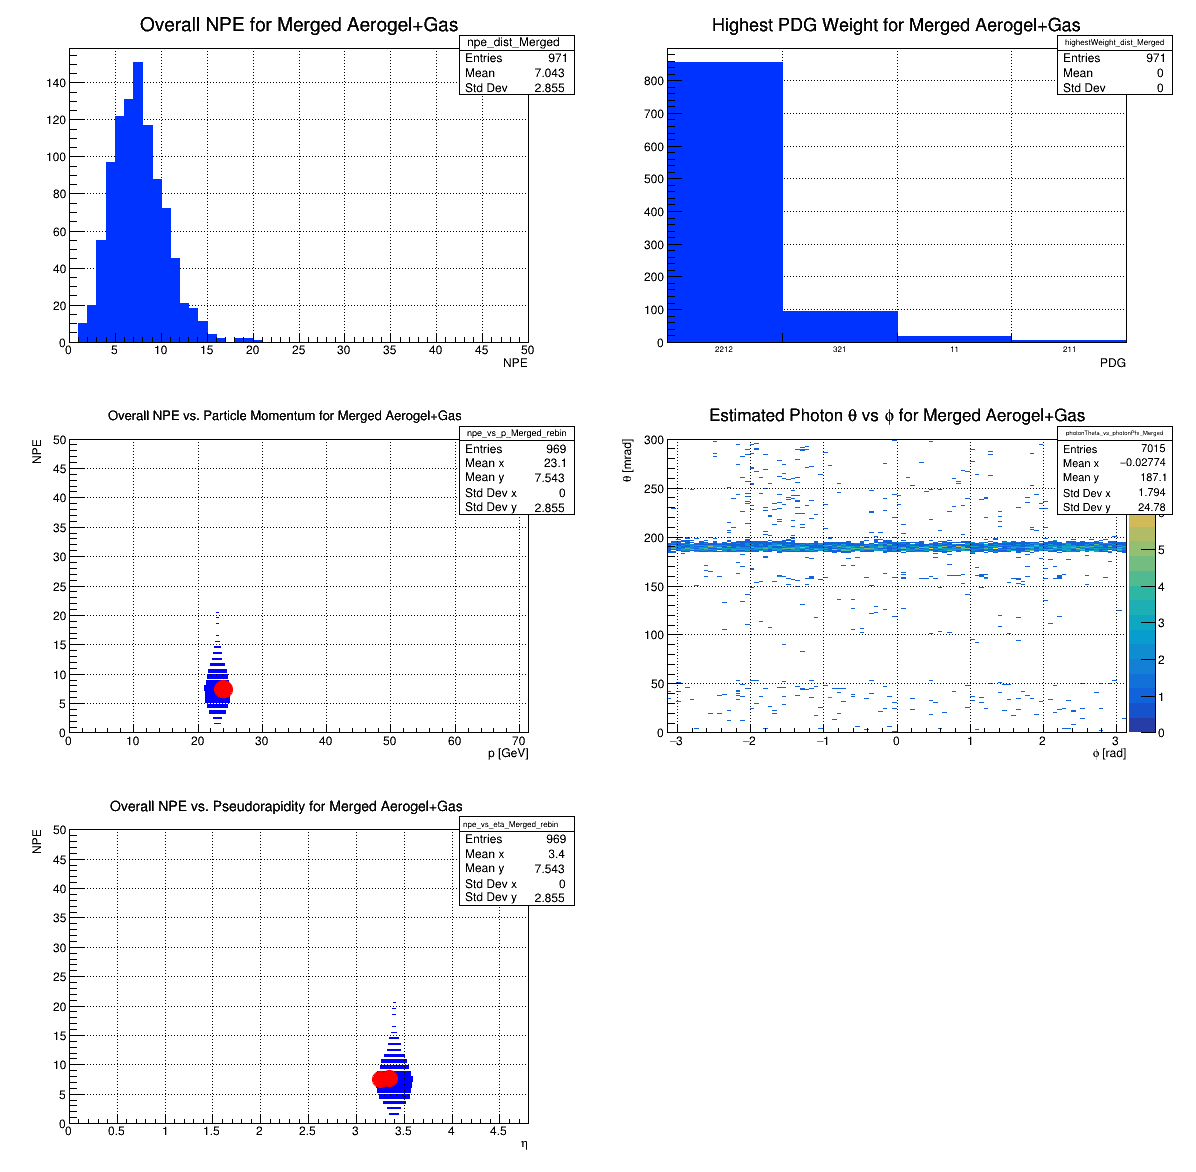 Overall NPE for Merged Aerogel+Gas
npe_dist_Merged
Entries 971
Mean 7.043
Std Dev 2.855
140
120
100
80
60
40
20
0
0 5 10 15 20 25 30 35 40 45 50
NPE
Highest PDG Weight for Merged Aerogel+Gas
highestWeight_dist_Merged
Entries 971
Mean 0
Std Dev 0
800
700
600
500
400
300
200
100
0
2212 321 11 211
PDG
Overall NPE vs. Particle Momentum for Merged Aerogel+Gas
NPE
npe_vs_p_Merged_rebin
Entries 969
Mean x 23.1
Mean y 7.543
Std Dev x 0
Std Dev y 2.855
50
45
40
35
30
25
20
15
10
5
0
0 10 20 30 40 50 60 70
p [GeV]
Estimated Photon θ vs ϕ for Merged Aerogel+Gas
θ [mrad]
photonTheta_vs_photonPhi_Merged
Entries 7015
Mean x −0.02774
Mean y 187.1
Std Dev x 1.794
Std Dev y 24.78
300
250
200
150
100
50
0
−3 −2 −1 0 1 2 3
ϕ [rad]
5
4
3
2
1
0
Overall NPE vs. Pseudorapidity for Merged Aerogel+Gas
NPE
npe_vs_eta_Merged_rebin
Entries 969
Mean x 3.4
Mean y 7.543
Std Dev x 0
Std Dev y 2.855
50
45
40
35
30
25
20
15
10
5
0
0 0.5 1 1.5 2 2.5 3 3.5 4 4.5
η